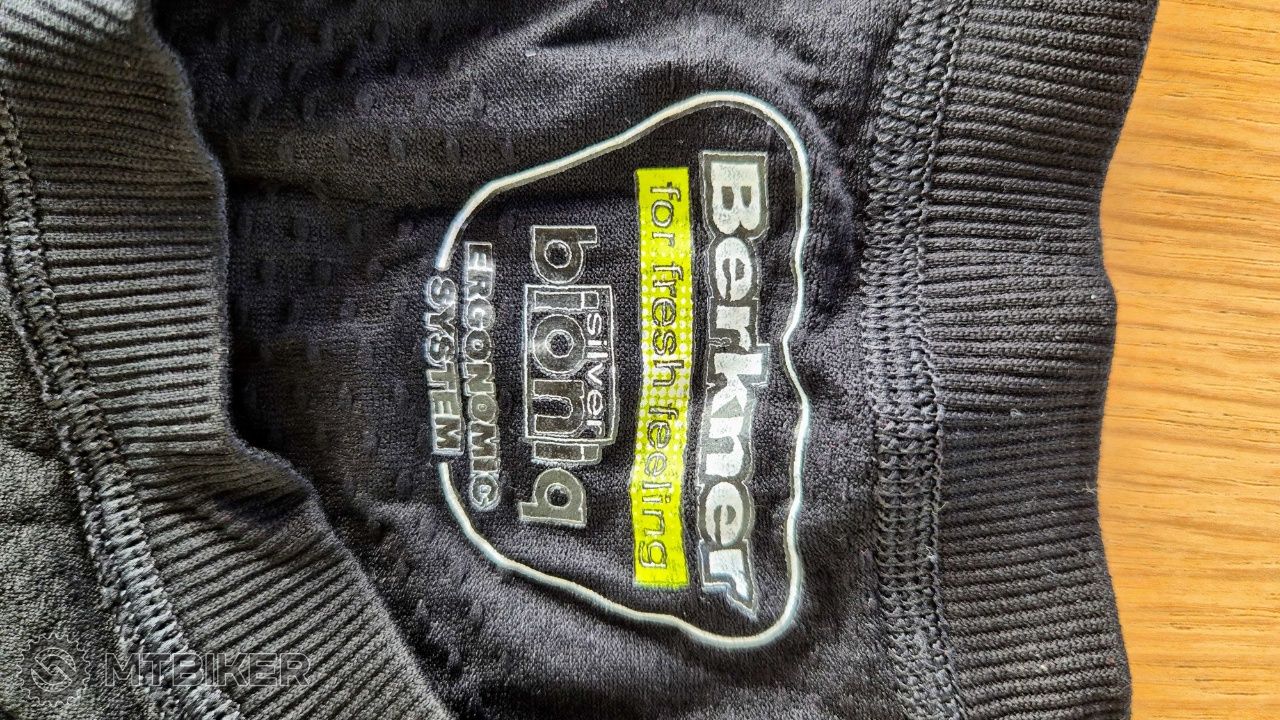 Berkner
for fresh feeling
silver
bioniq
ERGONOMIC
SYSTEM
MTBIKER